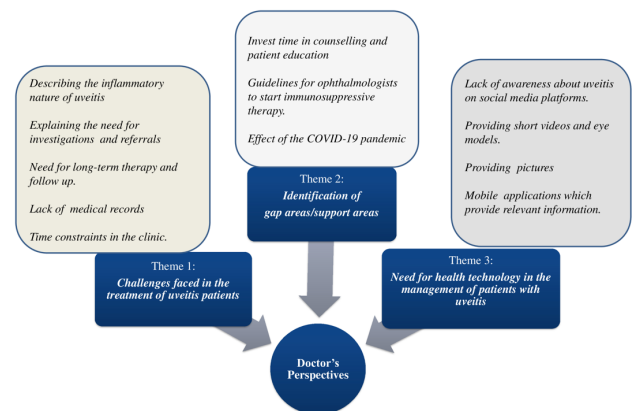 Describing the inflammatory
nature of uveitis
Explaining the need for
investigations and referrals
Need for long-term therapy and
follow up.
Lack of medical records
Time constraints in the clinic.
Theme 1:
Challenges faced in the
treatment of uveitis patients
Invest time in counselling and
patient education
Guidelines for ophthalmologists
to start immunosuppressive
therapy.
Effect of the COVID-19 pandemic
Theme 2:
Identification of
gap areas/support areas
Lack of awareness about uveitis
on social media platforms.
Providing short videos and eye
models.
Providing pictures
Mobile applications which
provide relevant information.
Theme 3:
Need for health technology in the
management of patients with
uveitis
Doctor's
Perspectives